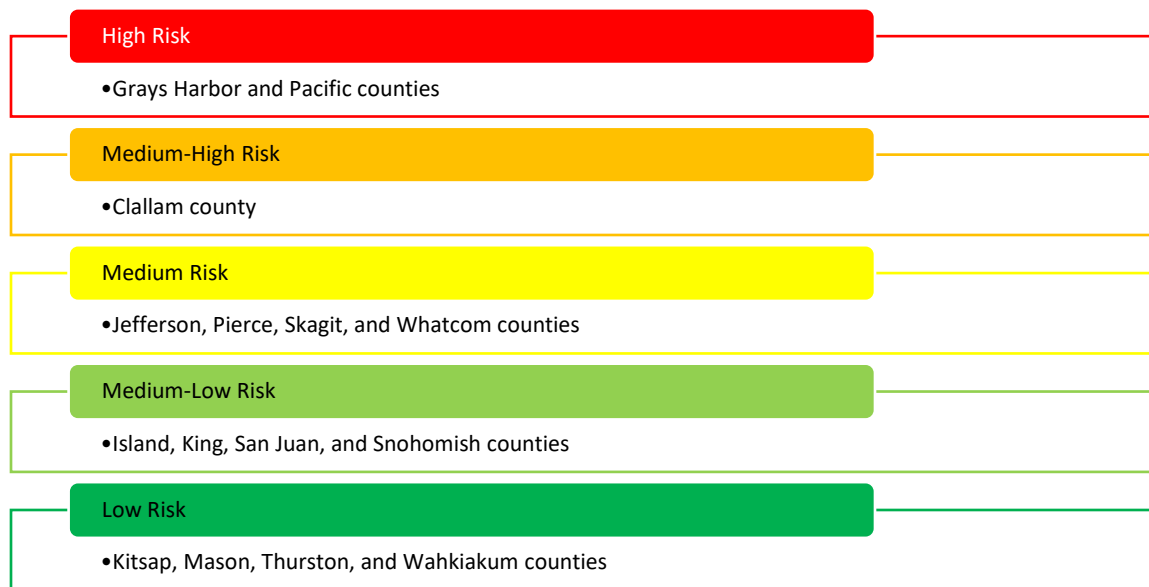 High Risk
•Grays Harbor and Pacific counties
Medium-High Risk
•Clallam county
Medium Risk
•Jefferson, Pierce, Skagit, and Whatcom counties
Medium-Low Risk
•Island, King, San Juan, and Snohomish counties
Low Risk
•Kitsap, Mason, Thurston, and Wahkiakum counties